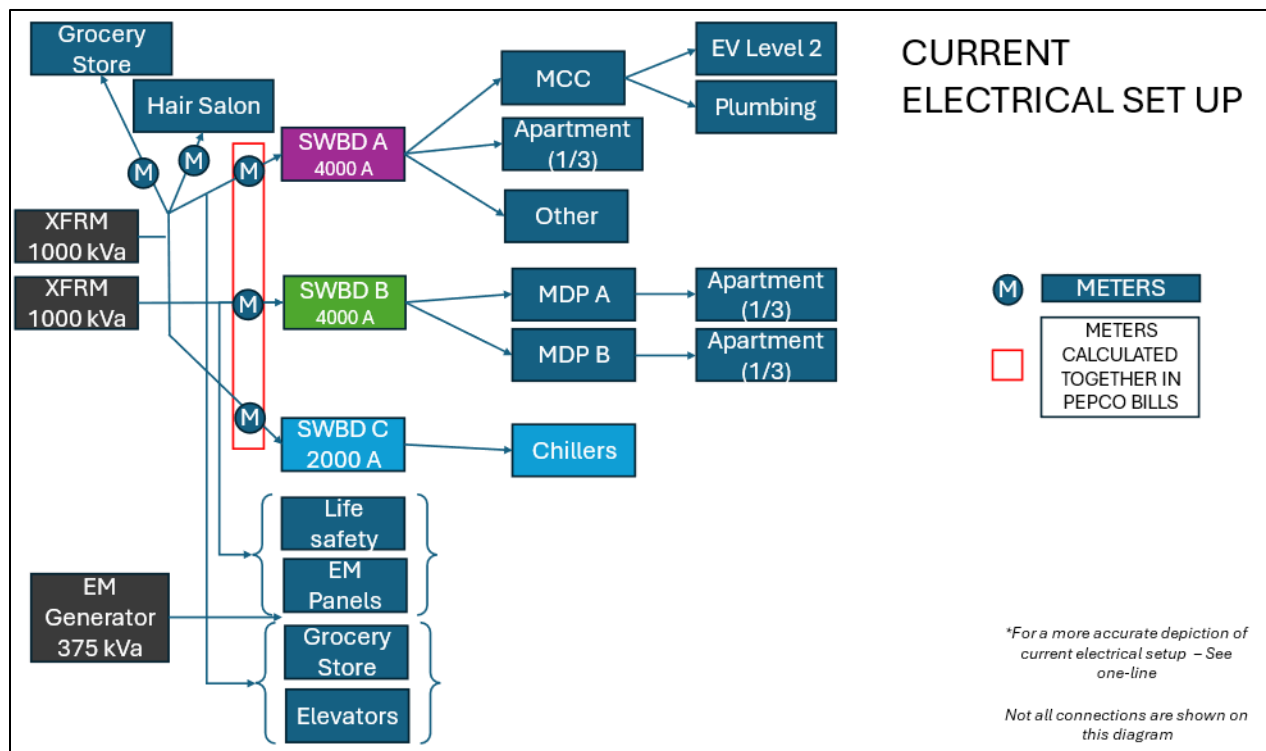 CURRENT
ELECTRICAL SET UP
Grocery
Store
Hair Salon
M
M
M
SWBD A
4000 A
MCC
EV Level 2
Plumbing
Apartment
(1/3)
Other
XFRM
1000 kVa
XFRM
1000 kVa
M
SWBD B
4000 A
MDP A
Apartment
(1/3)
MDP B
Apartment
(1/3)
M
SWBD C
2000 A
Chillers
M
METERS
METERS
CALCULATED
TOGETHER IN
PEPCO BILLS
Life
safety
EM
Panels
EM
Generator
375 kVa
Grocery
Store
Elevators
*For a more accurate depiction of
current electrical setup – See
one-line
Not all connections are shown on
this diagram